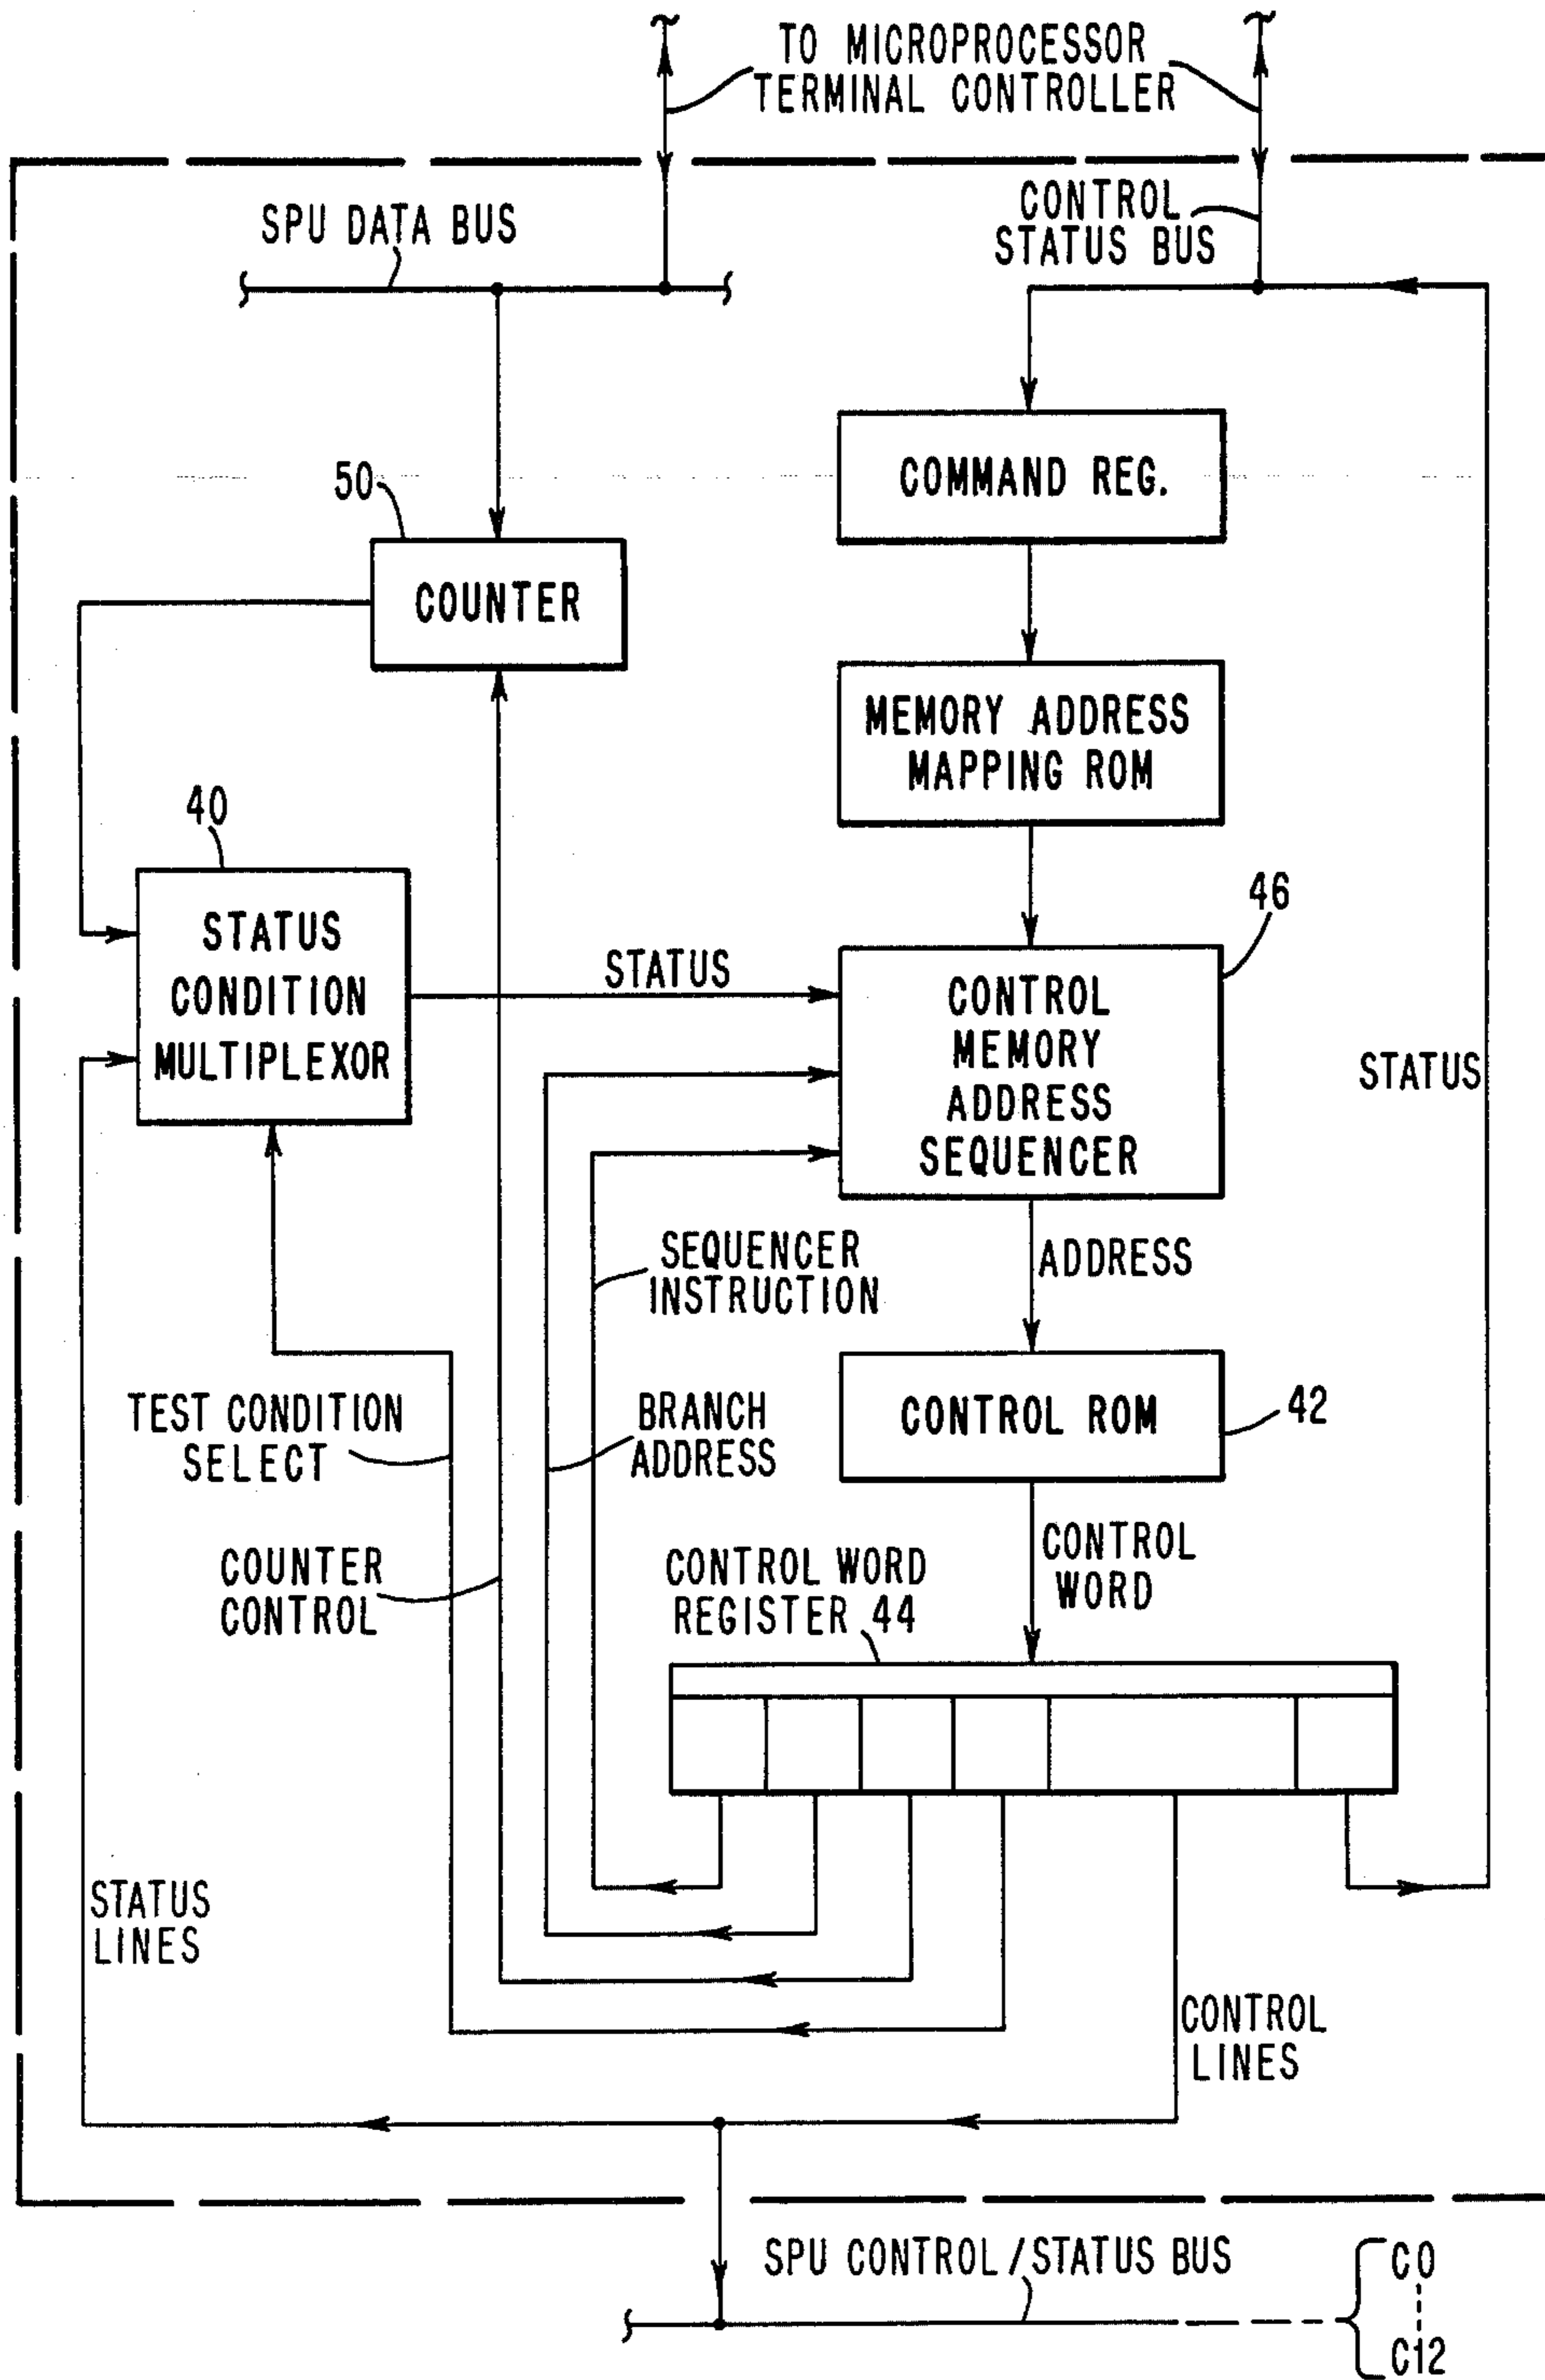 TO MICROPROCESSOR
TERMINAL CONTROLLER
SPU DATA BUS
CONTROL
STATUS BUS
COMMAND REG.
50
COUNTER
MEMORY ADDRESS
MAPPING ROM
40
STATUS
CONDITION
MULTIPLEXOR
STATUS
46
CONTROL
MEMORY
ADDRESS
SEQUENCER
STATUS
SEQUENCER
INSTRUCTION
ADDRESS
TEST CONDITION
SELECT
BRANCH
ADDRESS
CONTROL ROM
42
COUNTER
CONTROL
CONTROL WORD
REGISTER 44
CONTROL
WORD
STATUS
LINES
CONTROL
LINES
SPU CONTROL/STATUS BUS
C0
C12